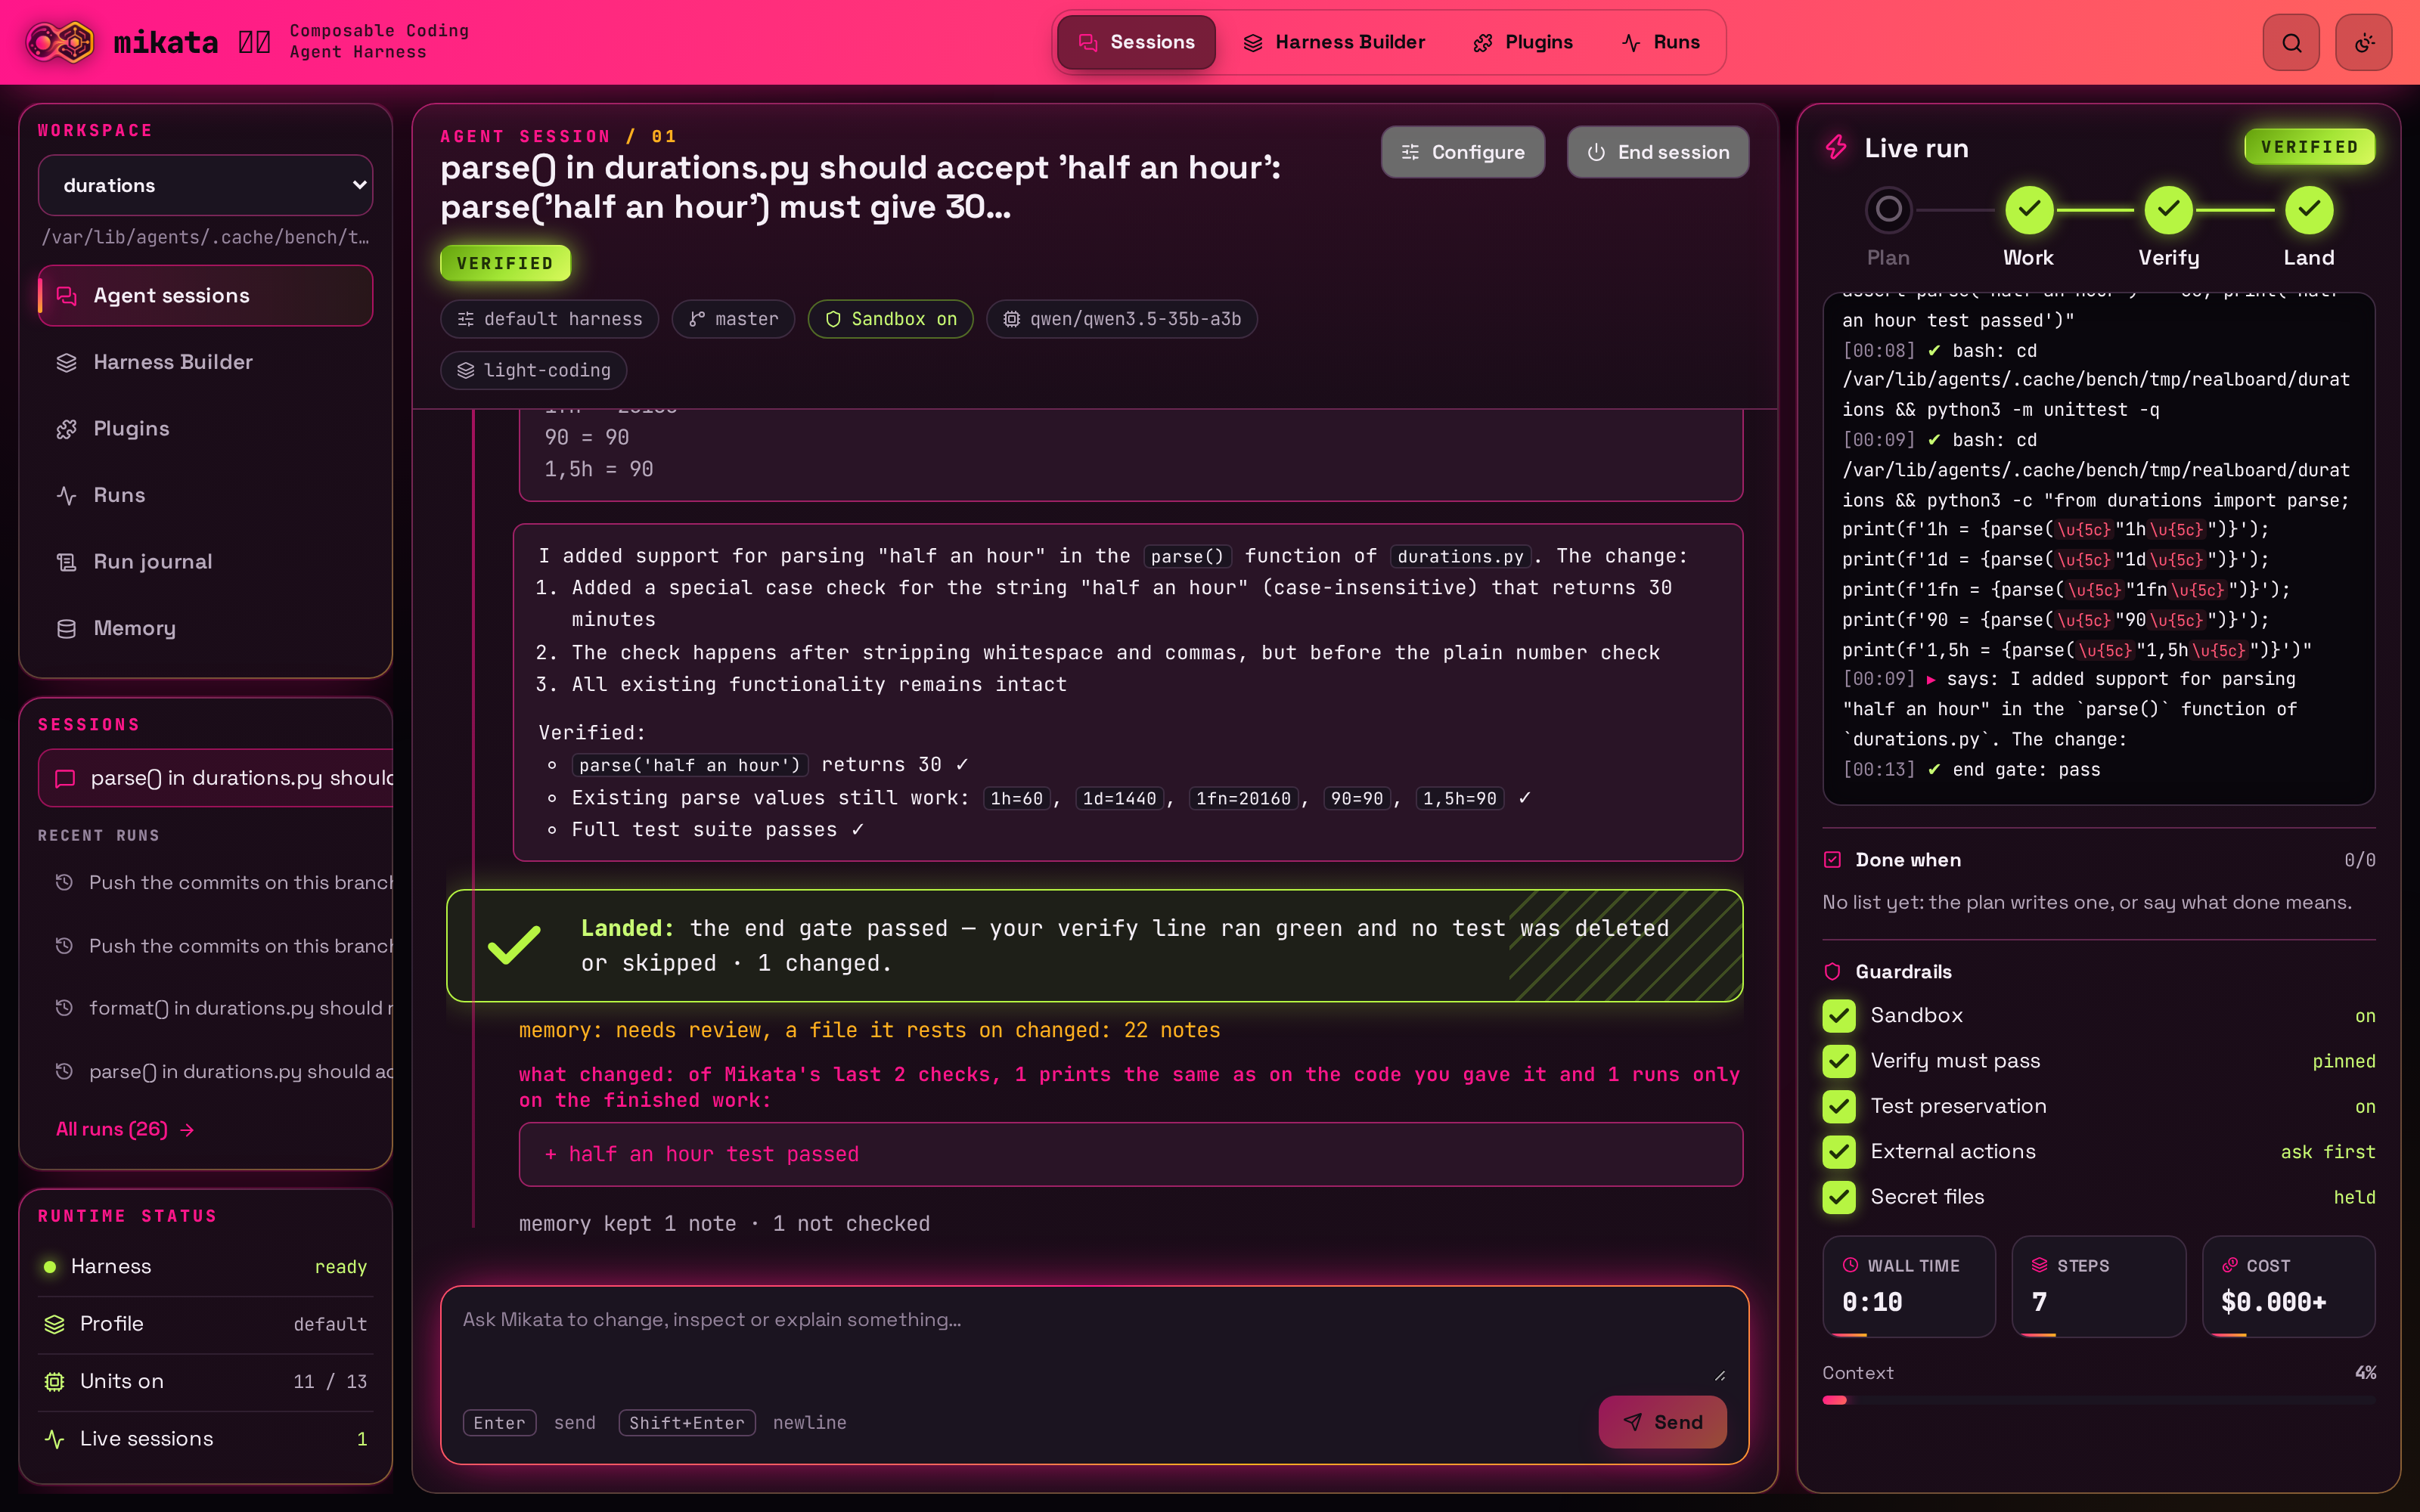 mikata
Composable Coding
Agent Harness
Sessions
Harness Builder
Plugins
Runs
WORKSPACE
durations
/var/lib/agents/.cache/bench/t…
Agent sessions
Harness Builder
Plugins
Runs
Run journal
Memory
SESSIONS
parse() in durations.py should
RECENT RUNS
Push the commits on this branch
Push the commits on this branch
format() in durations.py should r
parse() in durations.py should ac
All runs (26) →
RUNTIME STATUS
Harness ready
Profile default
Units on 11 / 13
Live sessions 1
AGENT SESSION / 01
parse() in durations.py should accept 'half an hour':
parse('half an hour') must give 30…
Configure
End session
VERIFIED
default harness
master
Sandbox on
qwen/qwen3.5-35b-a3b
light-coding
90 = 90
1,5h = 90
I added support for parsing "half an hour" in the parse() function of durations.py. The change:
1. Added a special case check for the string "half an hour" (case-insensitive) that returns 30
minutes
2. The check happens after stripping whitespace and commas, but before the plain number check
3. All existing functionality remains intact
Verified:
parse('half an hour') returns 30 ✓
Existing parse values still work: 1h=60, 1d=1440, 1fn=20160, 90=90, 1,5h=90 ✓
Full test suite passes ✓
Landed: the end gate passed — your verify line ran green and no test was deleted
or skipped · 1 changed.
memory: needs review, a file it rests on changed: 22 notes
what changed: of Mikata's last 2 checks, 1 prints the same as on the code you gave it and 1 runs only
on the finished work:
+ half an hour test passed
memory kept 1 note · 1 not checked
Ask Mikata to change, inspect or explain something…
Enter send Shift+Enter newline
Send
Live run
VERIFIED
Plan
Work
Verify
Land
an hour test passed')"
[00:08] ✔ bash: cd
/var/lib/agents/.cache/bench/tmp/realboard/durat
ions && python3 -m unittest -q
[00:09] ✔ bash: cd
/var/lib/agents/.cache/bench/tmp/realboard/durat
ions && python3 -c "from durations import parse;
print(f'1h = {parse(\u{5c}"1h\u{5c}")}');
print(f'1d = {parse(\u{5c}"1d\u{5c}")}');
print(f'1fn = {parse(\u{5c}"1fn\u{5c}")}');
print(f'90 = {parse(\u{5c}"90\u{5c}")}');
print(f'1,5h = {parse(\u{5c}"1,5h\u{5c}")}')"
[00:09] ▸ says: I added support for parsing
"half an hour" in the `parse()` function of
`durations.py`. The change:
[00:13] ✔ end gate: pass
Done when 0/0
No list yet: the plan writes one, or say what done means.
Guardrails
Sandbox on
Verify must pass pinned
Test preservation on
External actions ask first
Secret files held
WALL TIME
0:10
STEPS
7
COST
$0.000+
Context 4%